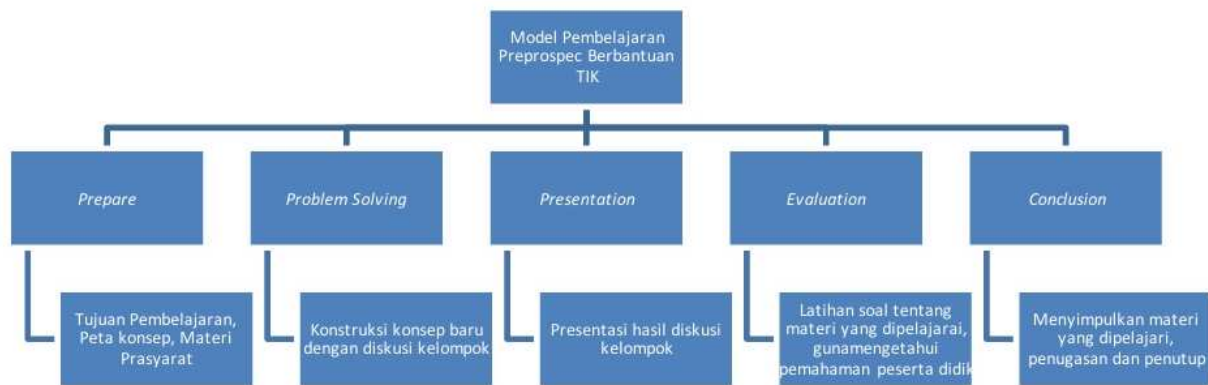 Model Pembelajaran
Preprospec Berbantuan
TIK
Prepare
Problem Solving
Presentation
Evaluation
Conclusion
Tujuan Pembelajaran,
Peta konsep, Materi
Prasyarat
Konstruksi konsep baru
dengan diskusi kelompok
Presentasi hasil diskusi
kelompok
Latihan soal tentang
materi yang dipelajarai,
gunamengetahui
pemahaman peserta didik
Menyimpulkan materi
yang dipelajari,
penugasan dan penutup